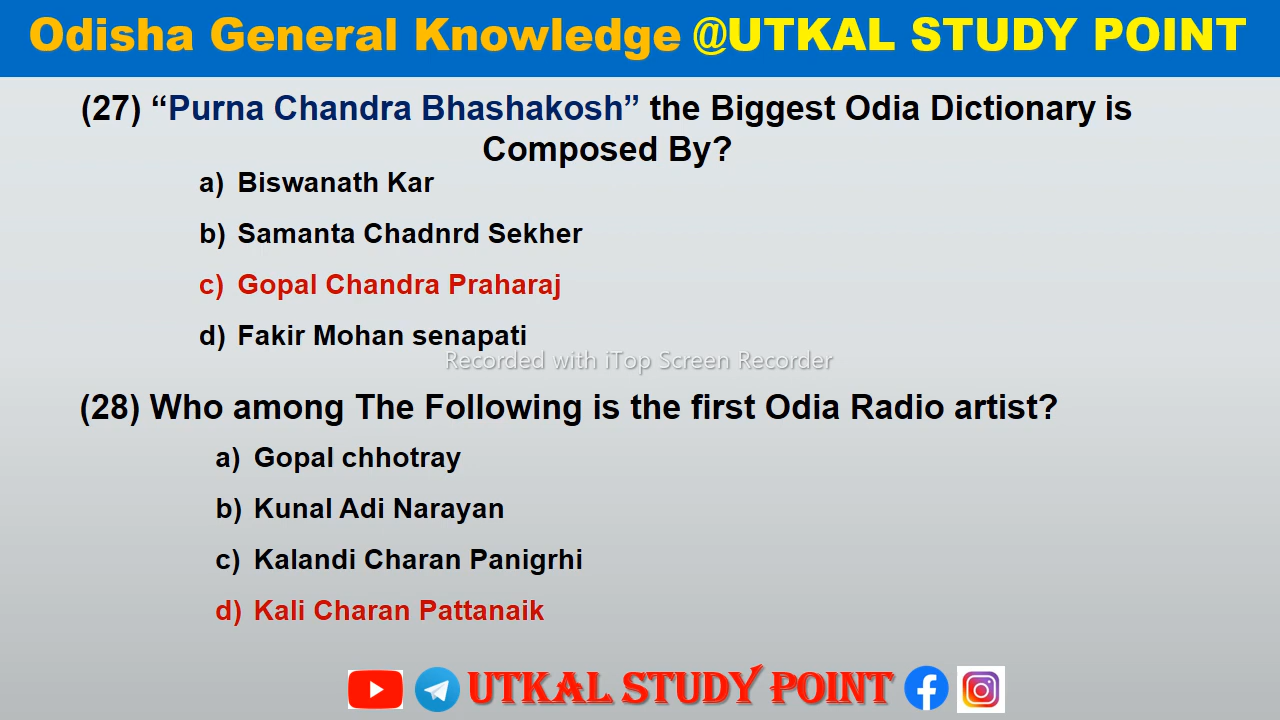 Odisha General Knowledge @UTKAL STUDY POINT
(27) “Purna Chandra Bhashakosh” the Biggest Odia Dictionary is
Composed By?
a) Biswanath Kar
b) Samanta Chadnrd Sekher
c) Gopal Chandra Praharaj
d) Fakir Mohan senapati
Recorded with iTop Screen Recorder
(28) Who among The Following is the first Odia Radio artist?
a) Gopal chhotray
b) Kunal Adi Narayan
c) Kalandi Charan Panigrhi
d) Kali Charan Pattanaik
UTKAL STUDY POINT